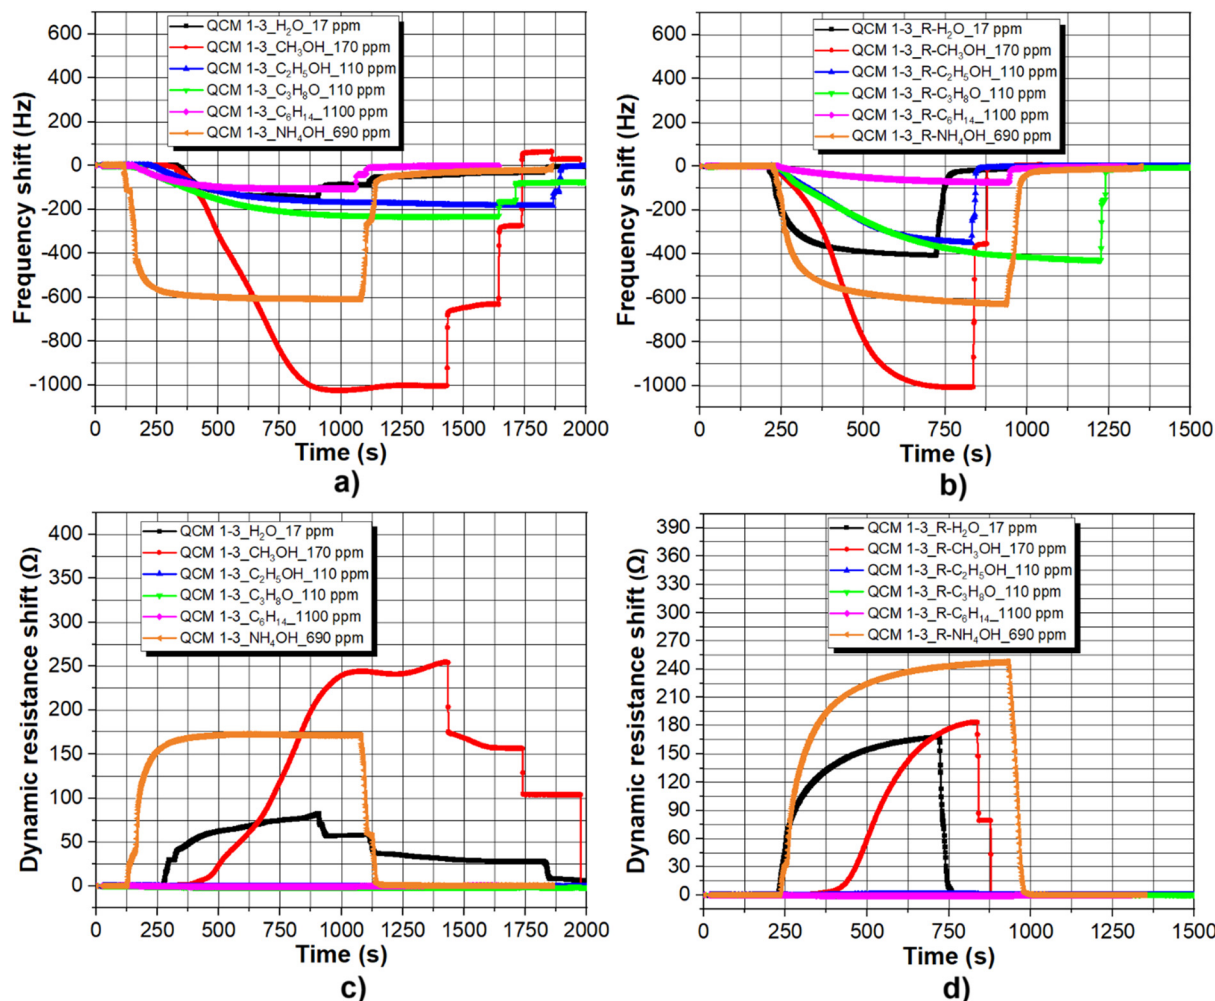 600
400
200
0
-200
-400
-600
-800
-1000
Frequency shift (Hz)
QCM 1-3_H₂O_17 ppm
QCM 1-3_CH₃OH_170 ppm
QCM 1-3_C₂H₅OH_110 ppm
QCM 1-3_C₃H₈O_110 ppm
QCM 1-3_C₆H₁₄_1100 ppm
QCM 1-3_NH₄OH_690 ppm
0 250 500 750 1000 1250 1500 1750 2000
Time (s)
a)
600
400
200
0
-200
-400
-600
-800
-1000
Frequency shift (Hz)
QCM 1-3_R-H₂O_17 ppm
QCM 1-3_R-CH₃OH_170 ppm
QCM 1-3_R-C₂H₅OH_110 ppm
QCM 1-3_R-C₃H₈O_110 ppm
QCM 1-3_R-C₆H₁₄_1100 ppm
QCM 1-3_R-NH₄OH_690 ppm
0 250 500 750 1000 1250 1500
Time (s)
b)
400
350
300
250
200
150
100
50
0
Dynamic resistance shift (Ω)
QCM 1-3_H₂O_17 ppm
QCM 1-3_CH₃OH_170 ppm
QCM 1-3_C₂H₅OH_110 ppm
QCM 1-3_C₃H₈O_110 ppm
QCM 1-3_C₆H₁₄_1100 ppm
QCM 1-3_NH₄OH_690 ppm
0 250 500 750 1000 1250 1500 1750 2000
Time (s)
c)
390
360
330
300
270
240
210
180
150
120
90
60
30
0
Dynamic resistance shift (Ω)
QCM 1-3_R-H₂O_17 ppm
QCM 1-3_R-CH₃OH_170 ppm
QCM 1-3_R-C₂H₅OH_110 ppm
QCM 1-3_R-C₃H₈O_110 ppm
QCM 1-3_R-C₆H₁₄_1100 ppm
QCM 1-3_R-NH₄OH_690 ppm
0 250 500 750 1000 1250 1500
Time (s)
d)